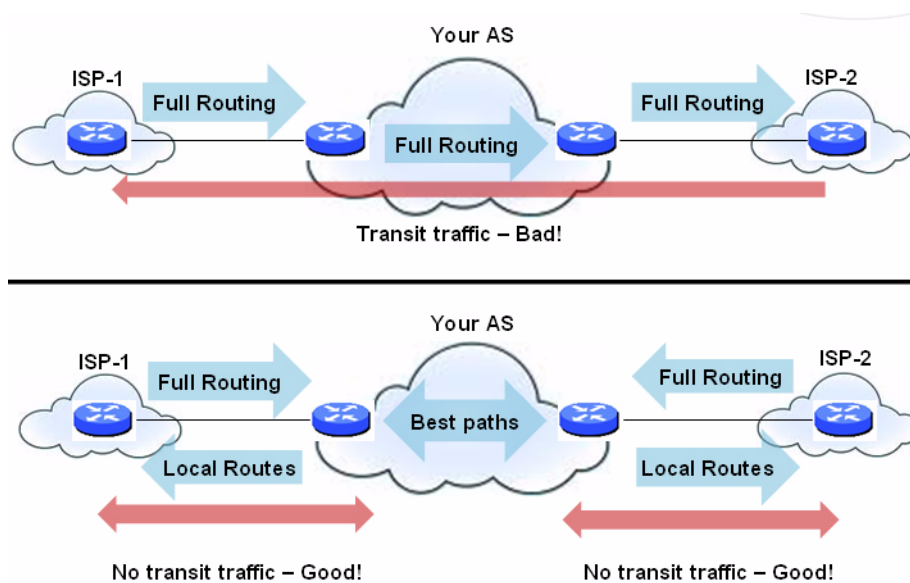 Your AS
ISP-1
ISP-2
Full Routing
Full Routing
Full Routing
Transit traffic – Bad!
Your AS
ISP-1
ISP-2
Full Routing
Full Routing
Best paths
Local Routes
Local Routes
No transit traffic – Good!
No transit traffic – Good!